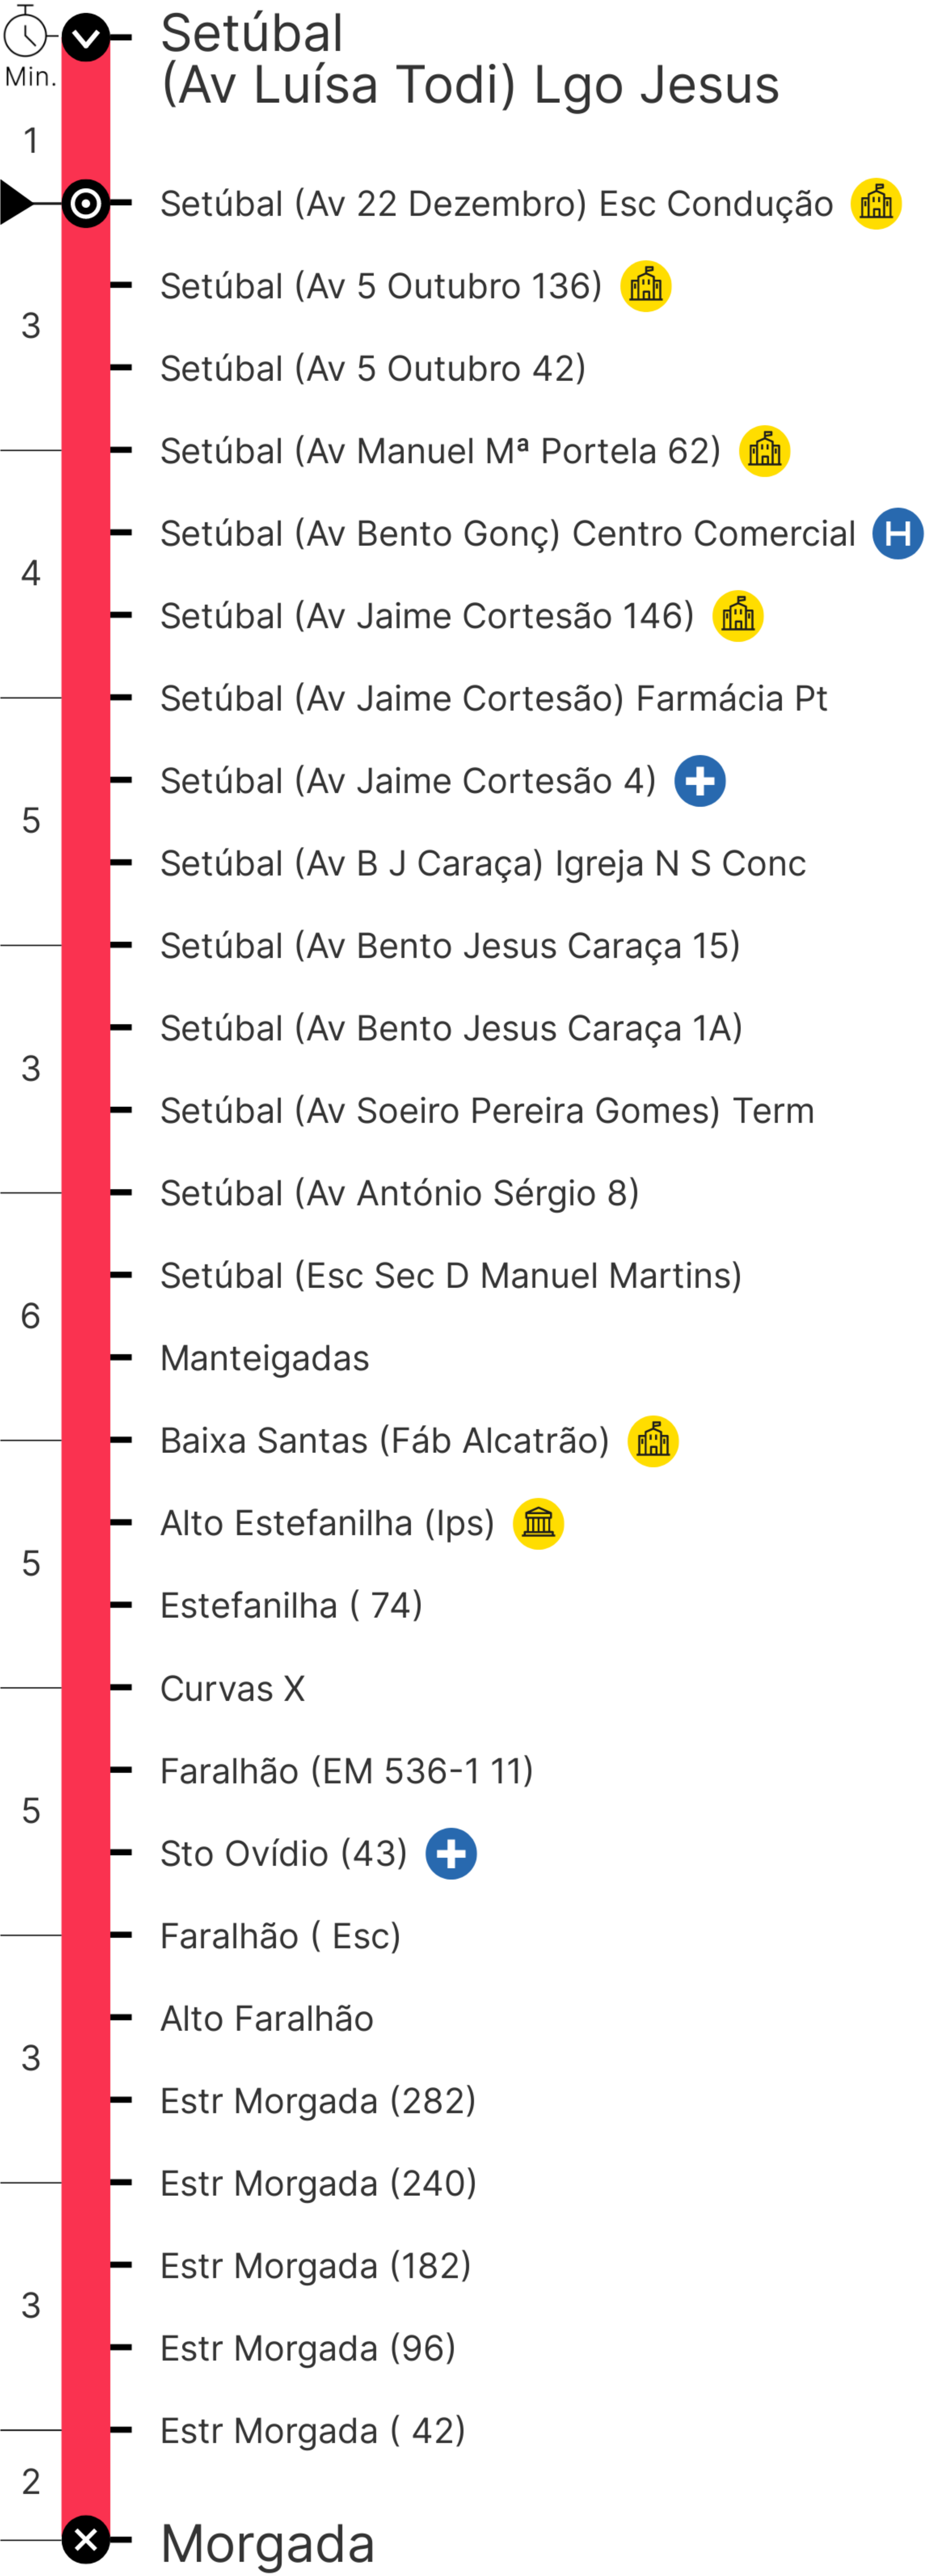 Setúbal
(Av Luísa Todi) Lgo Jesus
Min.
1
Setúbal (Av 22 Dezembro) Esc Condução
Setúbal (Av 5 Outubro 136)
3
Setúbal (Av 5 Outubro 42)
Setúbal (Av Manuel Mª Portela 62)
Setúbal (Av Bento Gonç) Centro Comercial H
4
Setúbal (Av Jaime Cortesão 146)
Setúbal (Av Jaime Cortesão) Farmácia Pt
Setúbal (Av Jaime Cortesão 4)
5
Setúbal (Av B J Caraça) Igreja N S Conc
Setúbal (Av Bento Jesus Caraça 15)
Setúbal (Av Bento Jesus Caraça 1A)
3
Setúbal (Av Soeiro Pereira Gomes) Term
Setúbal (Av António Sérgio 8)
Setúbal (Esc Sec D Manuel Martins)
6
Manteigadas
Baixa Santas (Fáb Alcatrão)
Alto Estefanilha (Ips)
5
Estefanilha ( 74)
Curvas X
Faralhão (EM 536-1 11)
5
Sto Ovídio (43)
Faralhão ( Esc)
Alto Faralhão
3
Estr Morgada (282)
Estr Morgada (240)
Estr Morgada (182)
3
Estr Morgada (96)
Estr Morgada ( 42)
2
Morgada